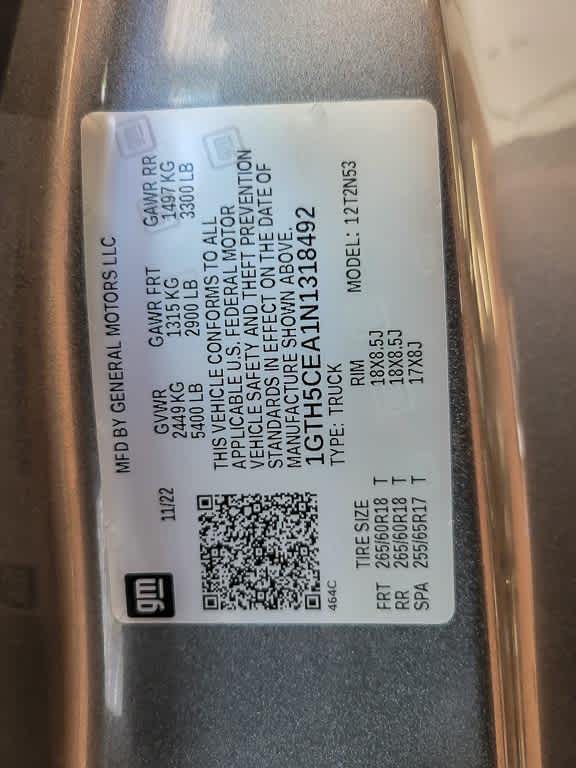 gm
MFD BY GENERAL MOTORS LLC
11/22
GVWR GAWR FRT GAWR RR
2449 KG 1315 KG 1497 KG
5400 LB 2900 LB 3300 LB
THIS VEHICLE CONFORMS TO ALL
APPLICABLE U.S. FEDERAL MOTOR
VEHICLE SAFETY AND THEFT PREVENTION
STANDARDS IN EFFECT ON THE DATE OF
MANUFACTURE SHOWN ABOVE.
1GTH5CEA1N1318492
464C TYPE: TRUCK MODEL: 12T2N53
TIRE SIZE RIM
FRT 265/60R18 T 18X8.5J
RR 265/60R18 T 18X8.5J
SPA 255/65R17 T 17X8J